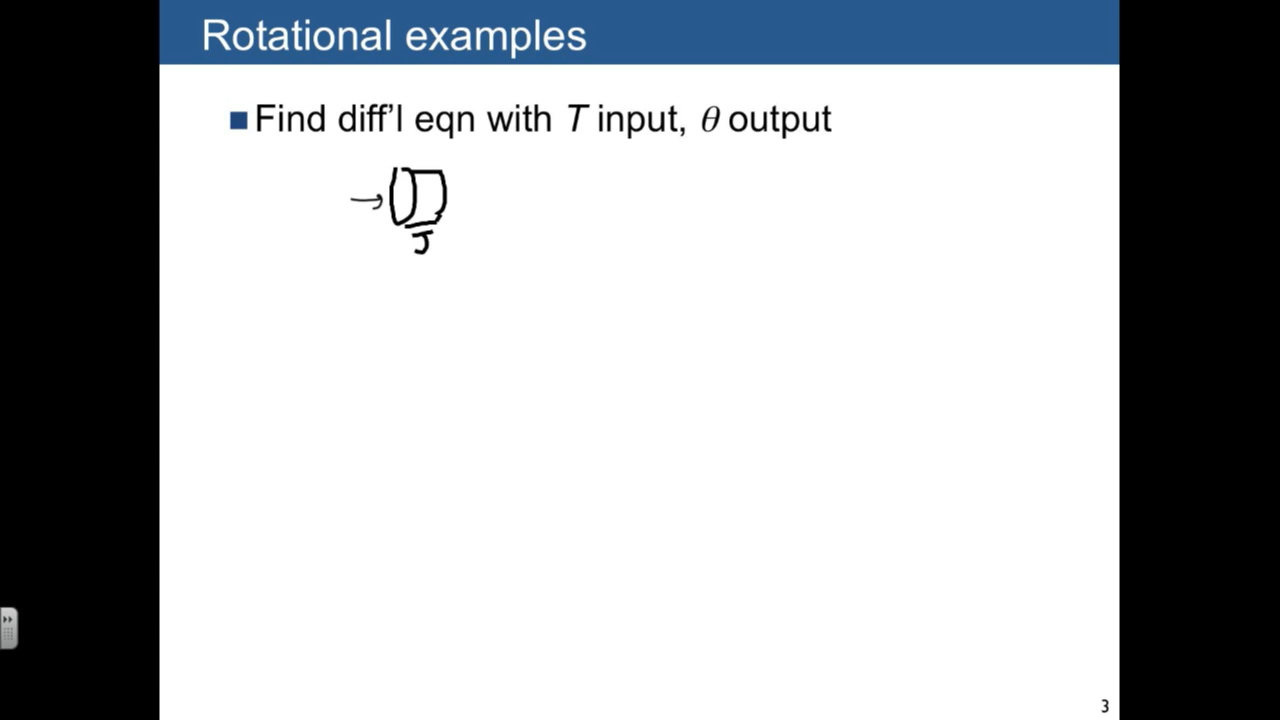 Rotational examples
Find diff'l eqn with T input, θ output
J
3